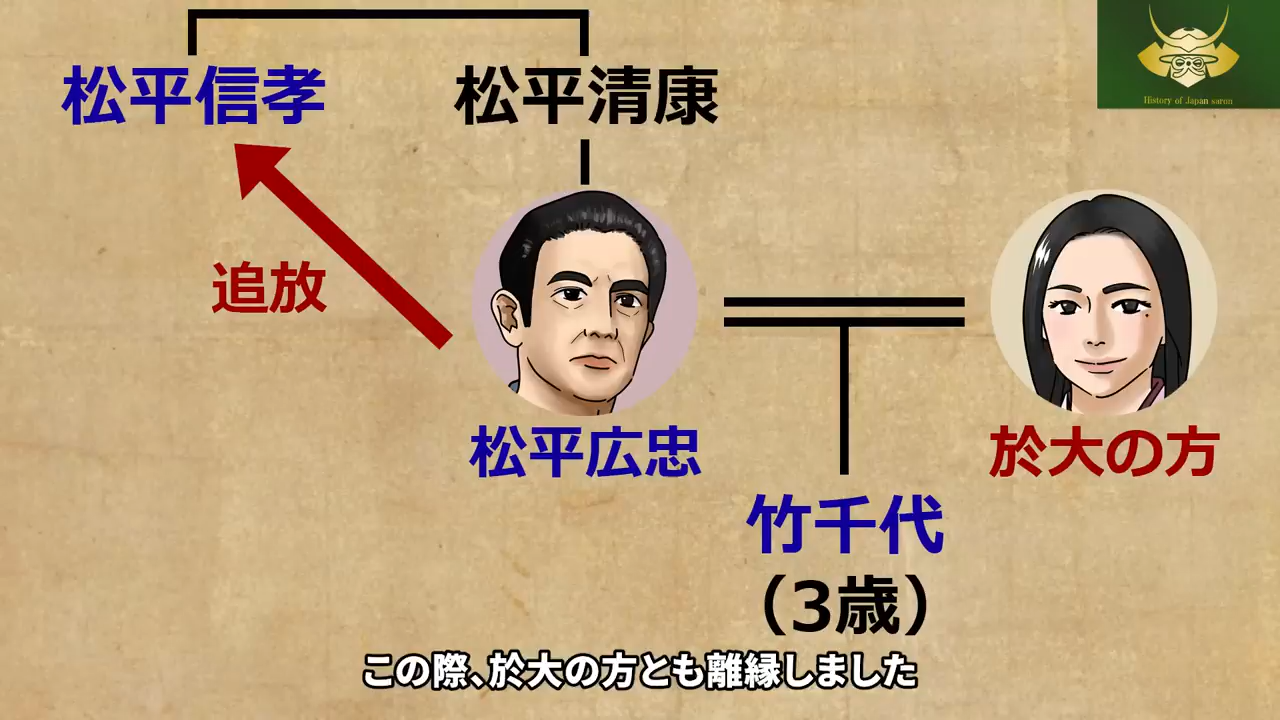 松平信孝
松平清康
History of Japan saron
追放
松平広忠
於大の方
竹千代
（3歳）
この際、於大の方とも離縁しました